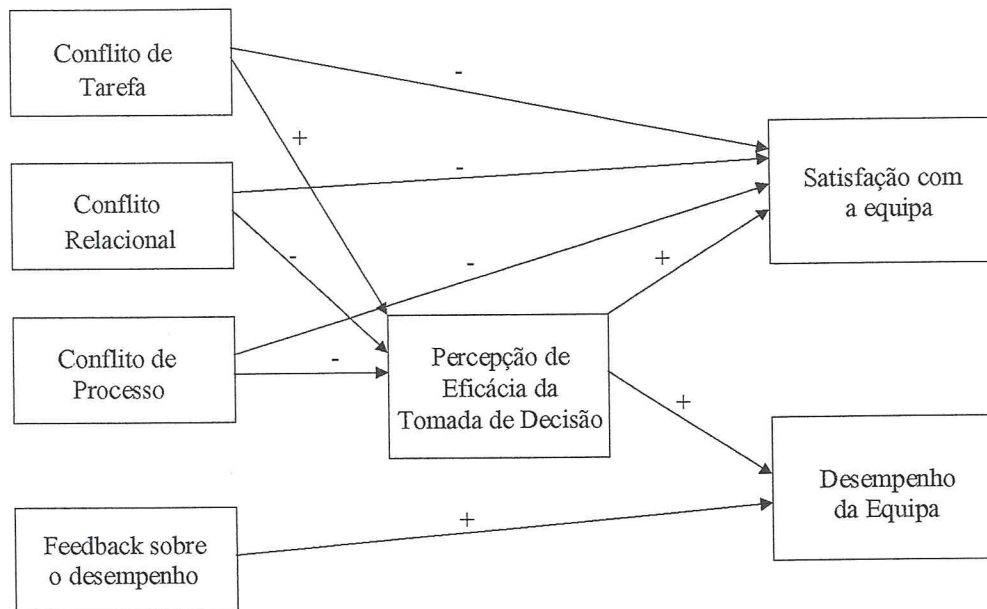 Conflito de
Tarefa
-
+
Conflito
Relacional
-
-
Satisfação com
a equipa
-
+
Conflito de
Processo
-
Percepção de
Eficácia da
Tomada de Decisão
+
Desempenho
da Equipa
+
Feedback sobre
o desempenho